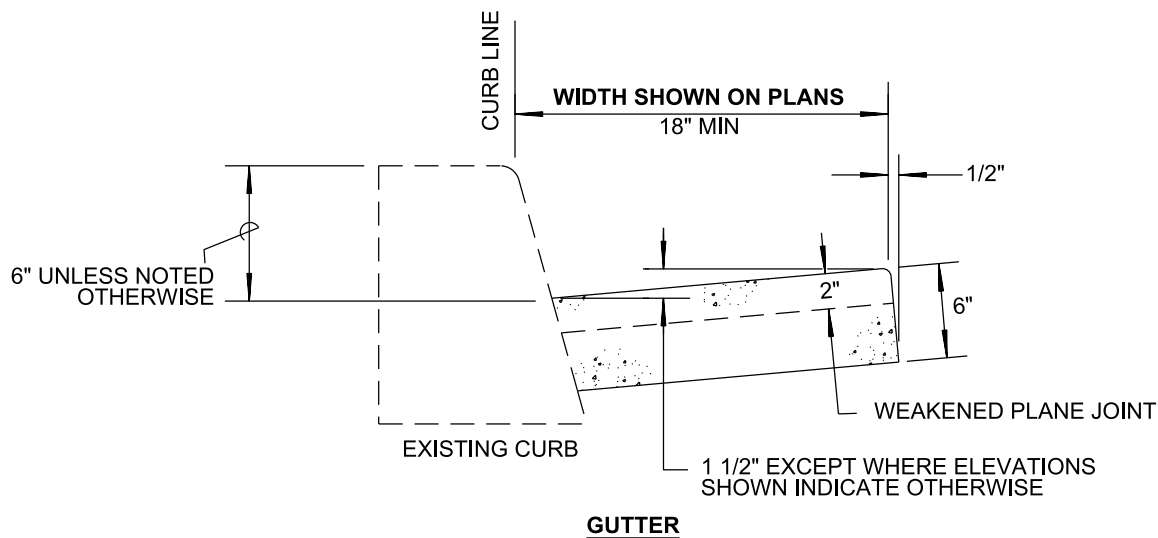 CURB LINE
WIDTH SHOWN ON PLANS
18" MIN
1/2"
6" UNLESS NOTED
OTHERWISE
2"
6"
WEAKENED PLANE JOINT
EXISTING CURB
1 1/2" EXCEPT WHERE ELEVATIONS
SHOWN INDICATE OTHERWISE
GUTTER